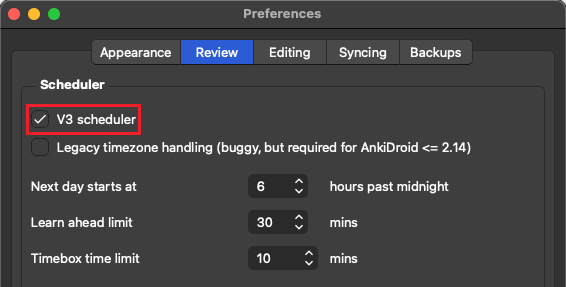 Preferences
Appearance Review Editing Syncing Backups
Scheduler
V3 scheduler
Legacy timezone handling (buggy, but required for AnkiDroid <= 2.14)
Next day starts at 6 hours past midnight
Learn ahead limit 30 mins
Timebox time limit 10 mins